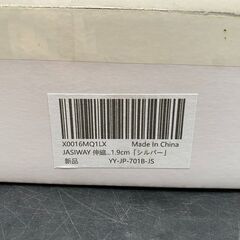 X0016MQ1LX Made In China
JASIWAY 伸縮...1.9cm「シルバー」
新品 YY-JP-701B-JS